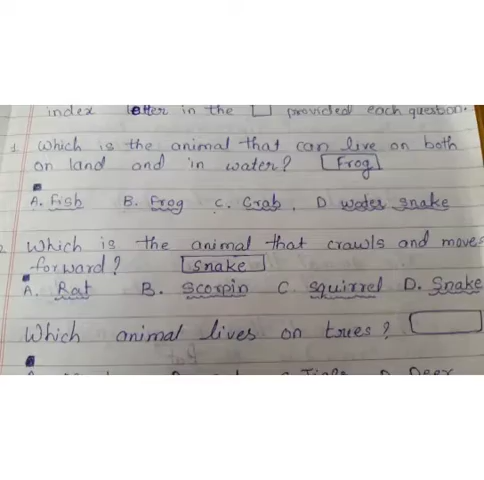 index letter in the provided each question.
1 Which is the animal that can live on both
on land and in water? Frog
A. Fish B. Frog C. Crab. D water snake
2 Which is the animal that crawls and moves
forward? Snake
A. Rat B. Scorpin C. Squirrel D. Snake
Which animal lives on trues?
D Deer